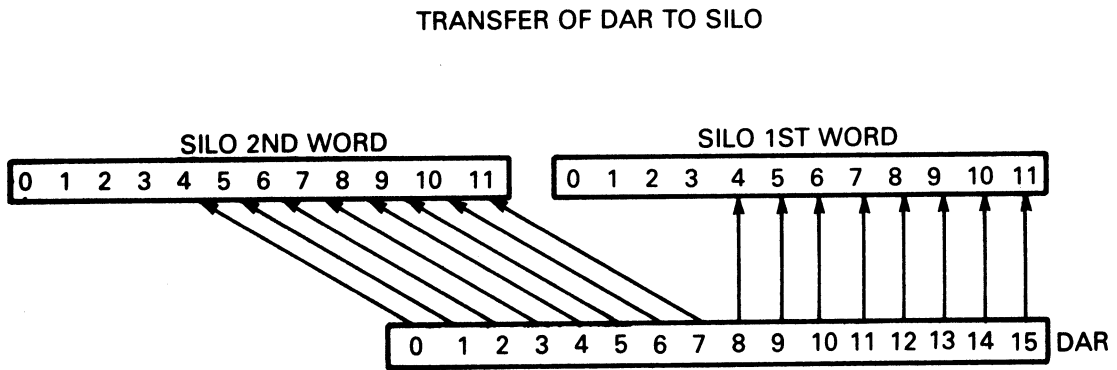 TRANSFER OF DAR TO SILO
SILO 2ND WORD
SILO 1ST WORD
0 1 2 3 4 5 6 7 8 9 10 11
0 1 2 3 4 5 6 7 8 9 10 11
0 1 2 3 4 5 6 7 8 9 10 11 12 13 14 15 DAR